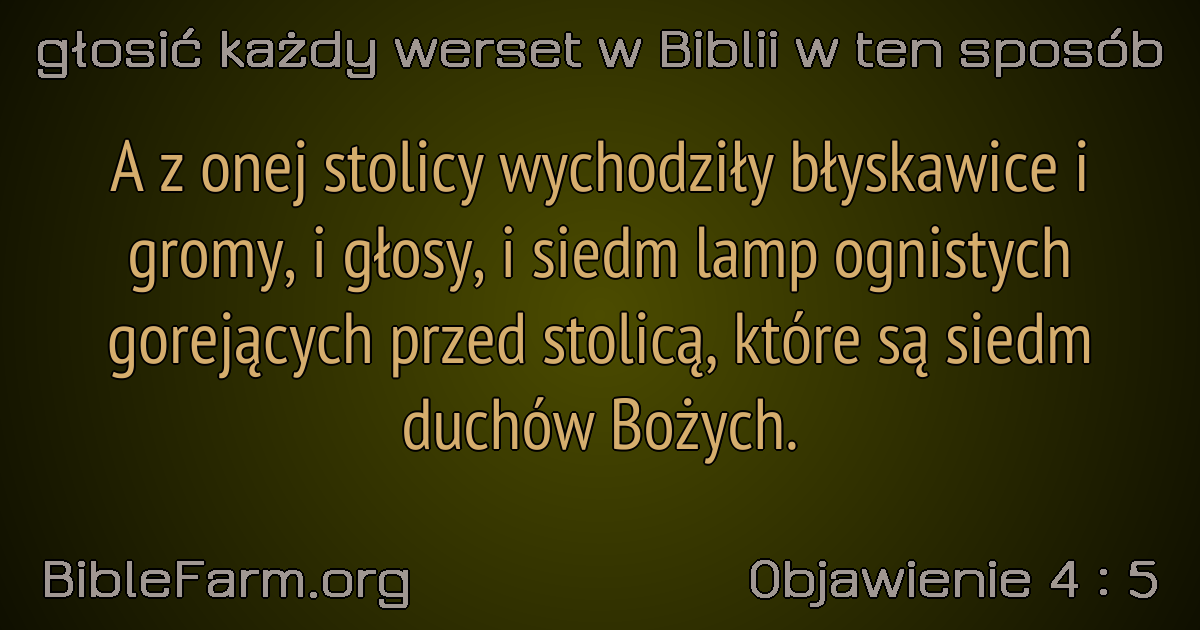 głosić każdy werset w Biblii w ten sposób
A z onej stolicy wychodziły błyskawice i
gromy, i głosy, i siedm lamp ognistych
gorejących przed stolicą, które są siedm
duchów Bożych.
BibleFarm.org
Objawienie 4 : 5